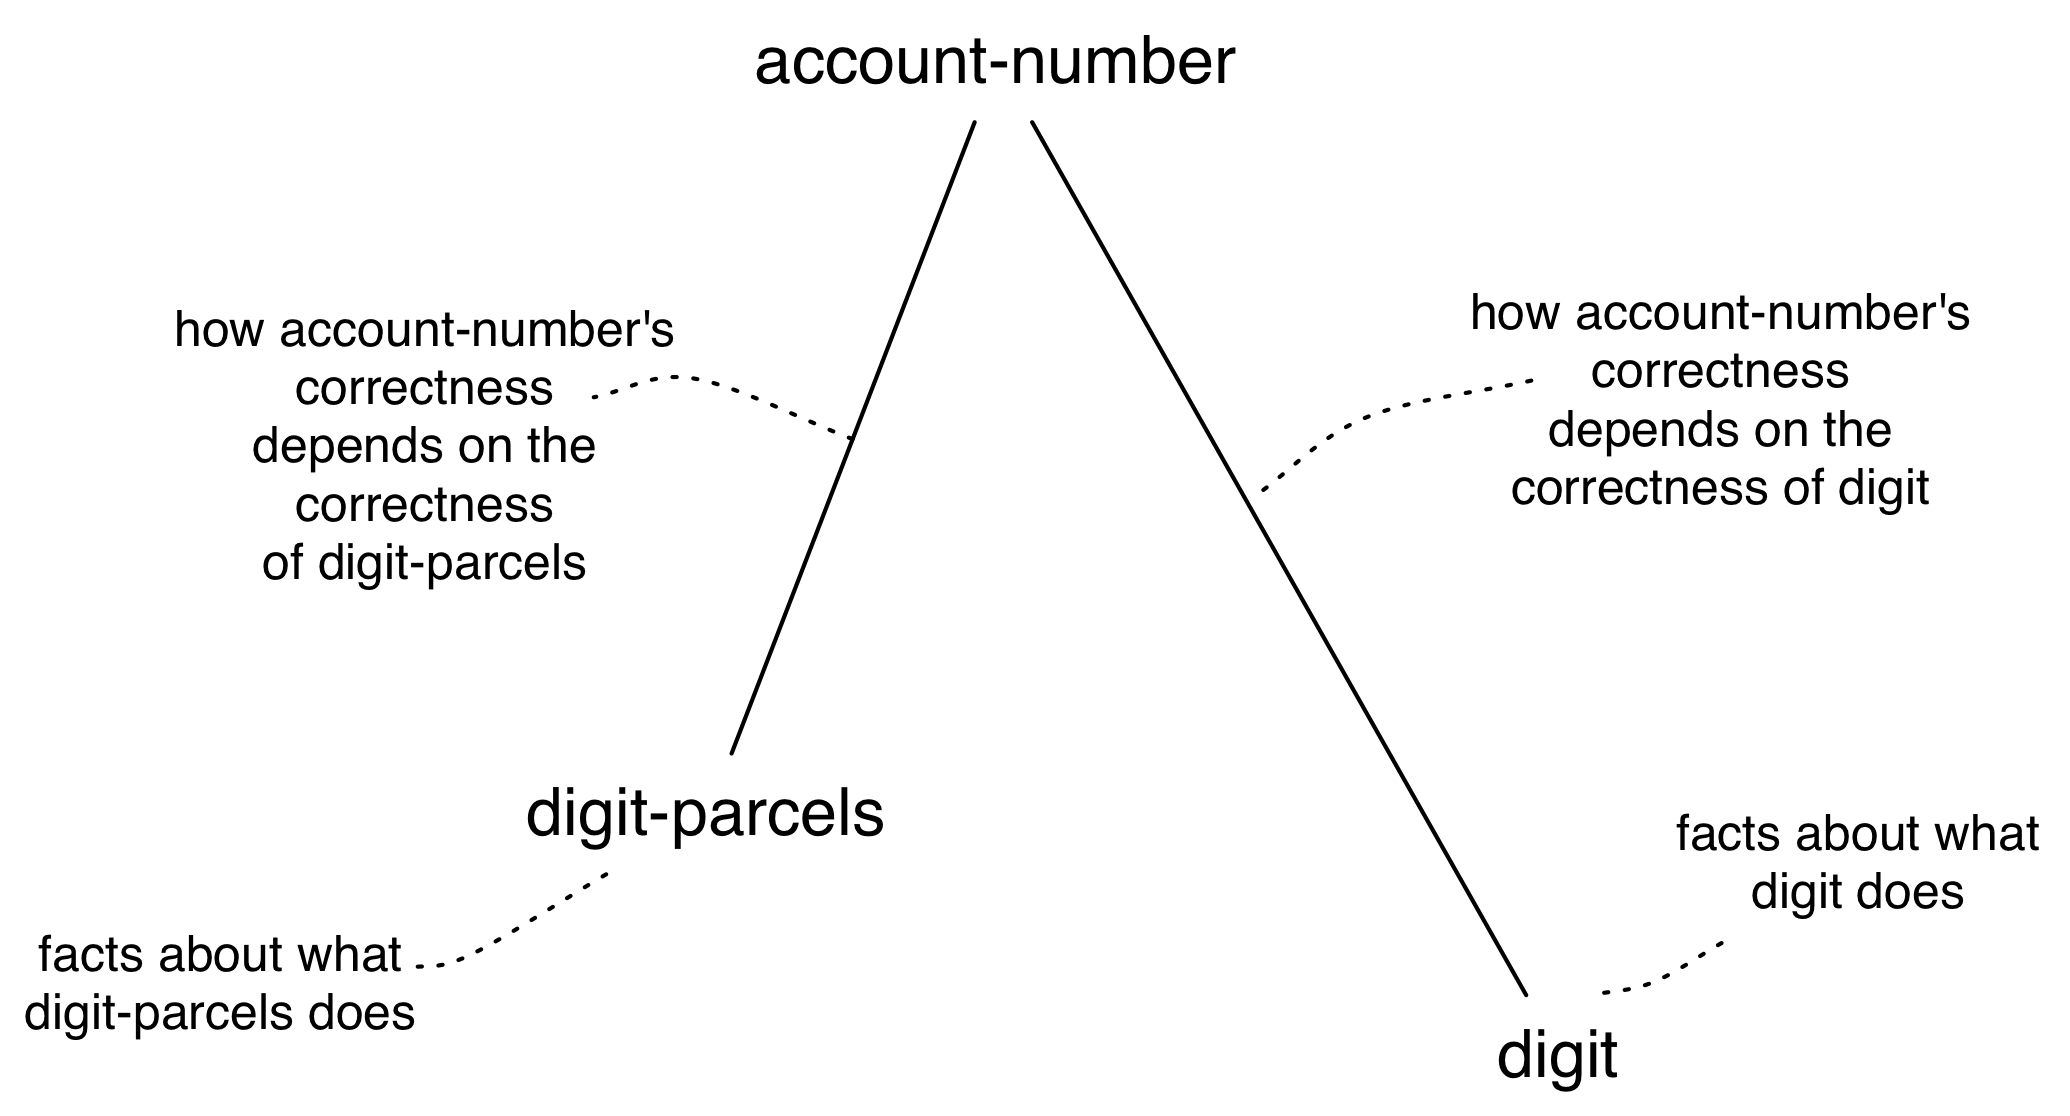 account-number
how account-number's
correctness
depends on the
correctness
of digit-parcels
how account-number's
correctness
depends on the
correctness of digit
digit-parcels
facts about what
digit does
facts about what
digit-parcels does
digit